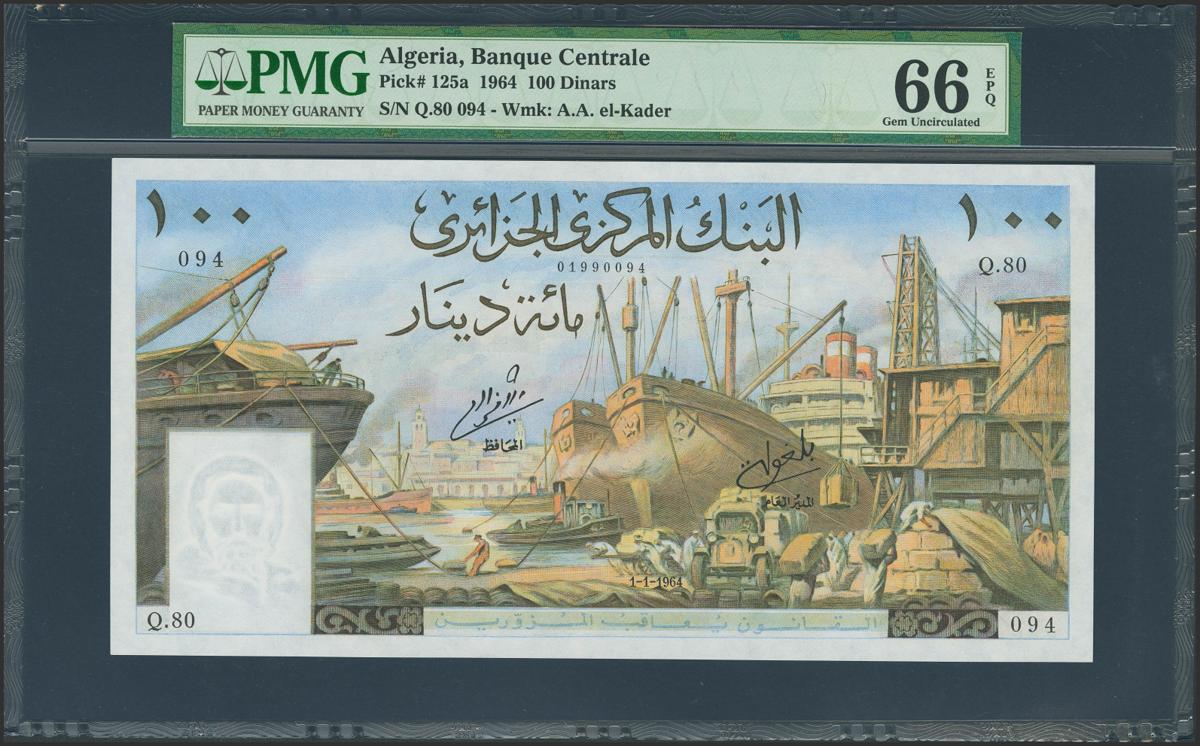 PMG
PAPER MONEY GUARANTY
Algeria, Banque Centrale
Pick# 125a 1964 100 Dinars
S/N Q.80 094 - Wmk: A.A. el-Kader
66 EPQ
Gem Uncirculated
١٠٠
البنك المركزي الجزائري
١٠٠
094
01990094
Q.80
مائة دينار
المحافظ
المدير العام
1-1-1964
Q.80
القانون يعاقب المزورين
094